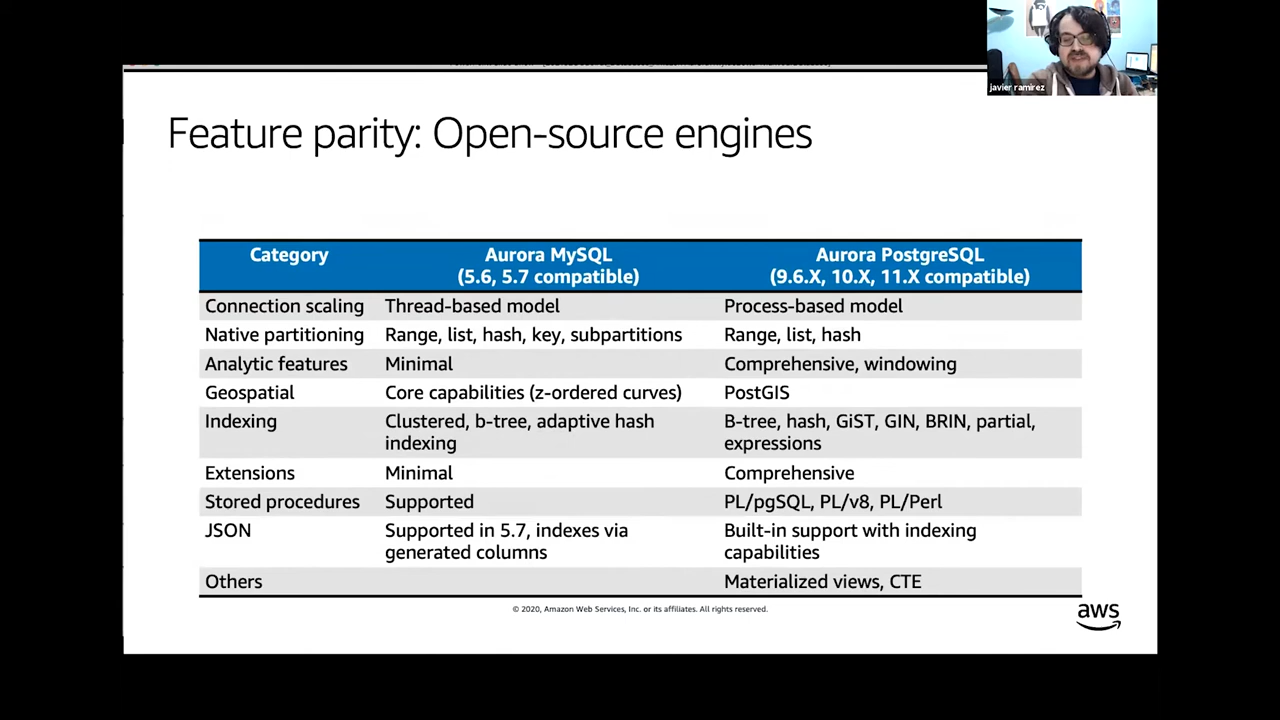 javier ramirez
Feature parity: Open-source engines
Category
Aurora MySQL
(5.6, 5.7 compatible)
Aurora PostgreSQL
(9.6.X, 10.X, 11.X compatible)
Connection scaling
Thread-based model
Process-based model
Native partitioning
Range, list, hash, key, subpartitions
Range, list, hash
Analytic features
Minimal
Comprehensive, windowing
Geospatial
Core capabilities (z-ordered curves)
PostGIS
Indexing
Clustered, b-tree, adaptive hash
indexing
B-tree, hash, GiST, GIN, BRIN, partial,
expressions
Extensions
Minimal
Comprehensive
Stored procedures
Supported
PL/pgSQL, PL/v8, PL/Perl
JSON
Supported in 5.7, indexes via
generated columns
Built-in support with indexing
capabilities
Others
Materialized views, CTE
© 2020, Amazon Web Services, Inc. or its affiliates. All rights reserved.
aws